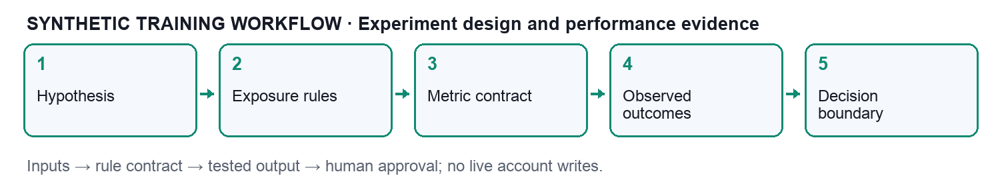 SYNTHETIC TRAINING WORKFLOW · Experiment design and performance evidence
1
Hypothesis
2
Exposure rules
3
Metric contract
4
Observed
outcomes
5
Decision
boundary
Inputs → rule contract → tested output → human approval; no live account writes.